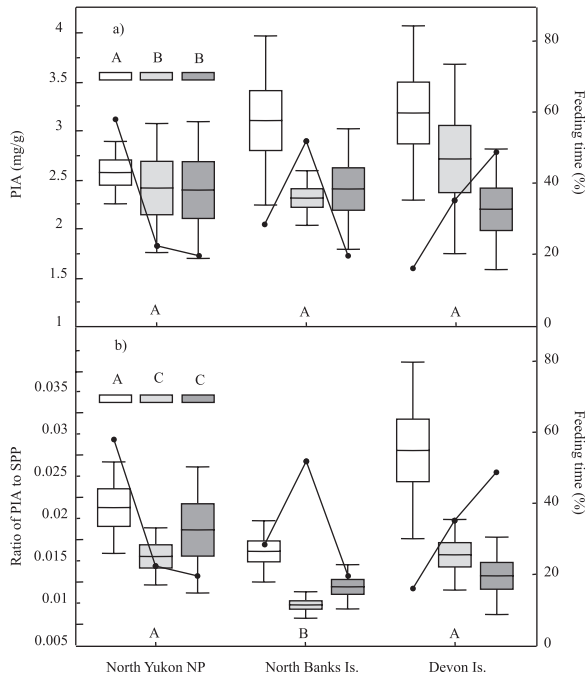 a)
A B B
4
3.5
3
2.5
2
1.5
1
PIA (mg/g)
80
60
40
20
0
Feeding time (%)
A A A
b)
A C C
0.035
0.03
0.025
0.02
0.015
0.01
0.005
Ratio of PIA to SPP
80
60
40
20
0
Feeding time (%)
A B A
North Yukon NP North Banks Is. Devon Is.